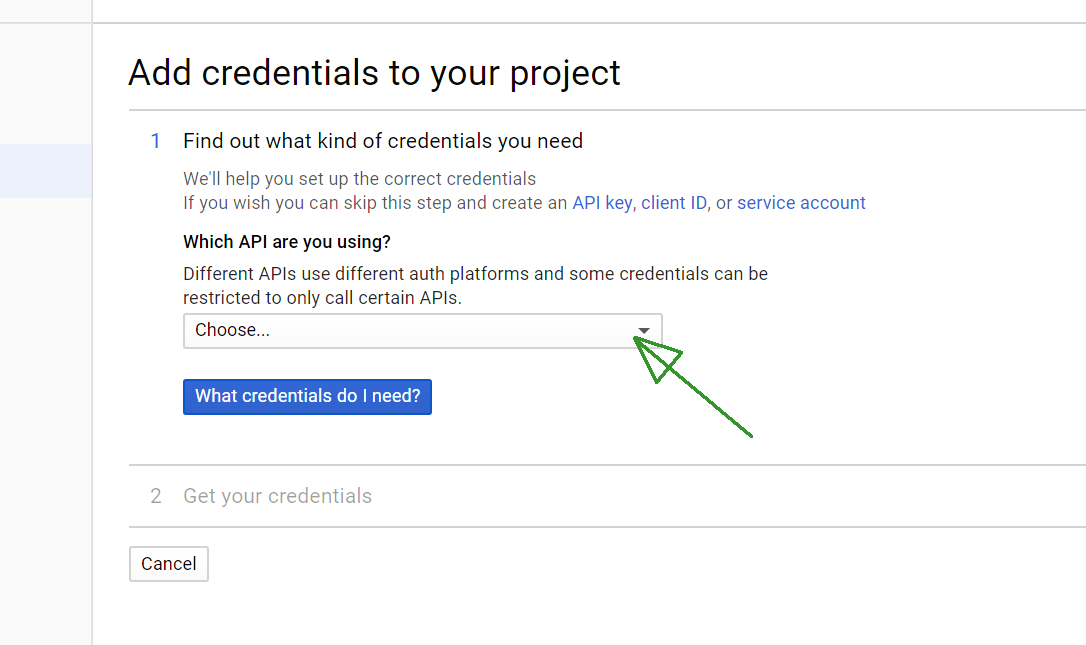 Add credentials to your project
1 Find out what kind of credentials you need
We'll help you set up the correct credentials
If you wish you can skip this step and create an API key, client ID, or service account
Which API are you using?
Different APIs use different auth platforms and some credentials can be
restricted to only call certain APIs.
Choose...
What credentials do I need?
2 Get your credentials
Cancel